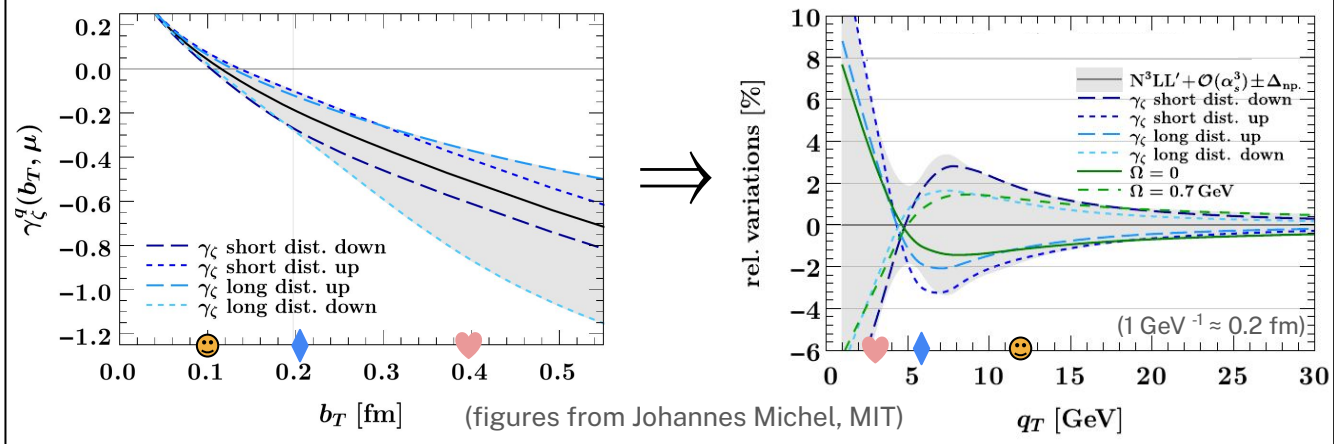 0.2
0.0
−0.2
−0.4
−0.6
−0.8
−1.0
−1.2
γ_ζ^q(b_T, μ)
γ_ζ short dist. down
γ_ζ short dist. up
γ_ζ long dist. up
γ_ζ long dist. down
0.0 0.1 0.2 0.3 0.4 0.5
b_T [fm]
(figures from Johannes Michel, MIT)
⟹
10
8
6
4
2
0
−2
−4
−6
rel. variations [%]
N³LL′+𝒪(α_s³)±Δ_np.
γ_ζ short dist. down
γ_ζ short dist. up
γ_ζ long dist. up
γ_ζ long dist. down
Ω = 0
Ω = 0.7 GeV
(1 GeV ⁻¹ ≈ 0.2 fm)
0 5 10 15 20 25 30
q_T [GeV]